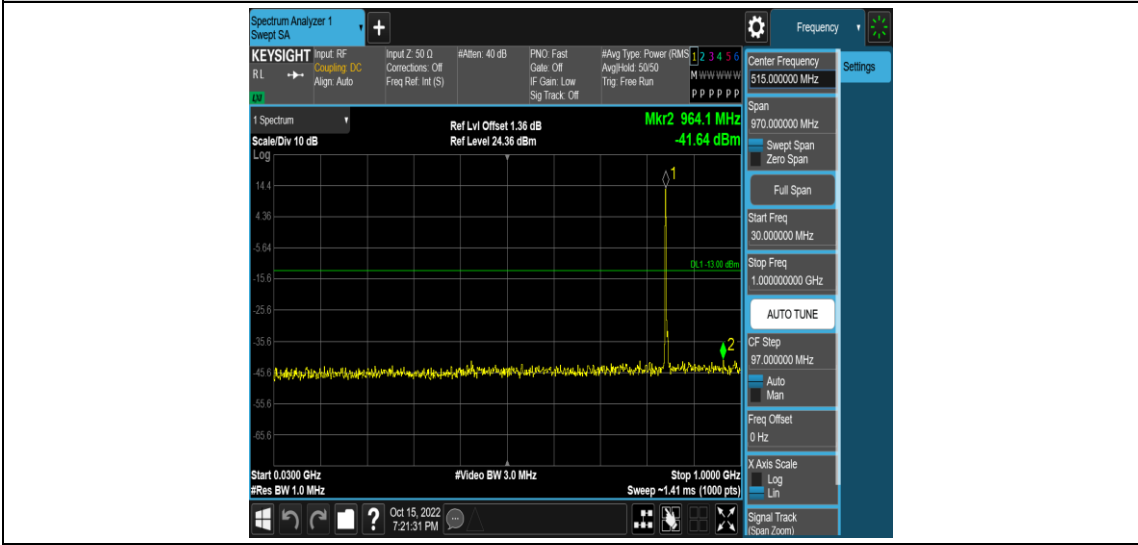 Spectrum Analyzer 1
Swept SA
+
Frequency
KEYSIGHT
RL
LXI
Input: RF
Coupling: DC
Align: Auto
Input Z: 50 Ω
Corrections: Off
Freq Ref: Int (S)
#Atten: 40 dB
PNO: Fast
Gate: Off
IF Gain: Low
Sig Track: Off
#Avg Type: Power (RMS
Avg|Hold: 50/50
Trig: Free Run
1 2 3 4 5 6
M W W W W W
P P P P P P
1 Spectrum
Scale/Div 10 dB
Log
Ref Lvl Offset 1.36 dB
Ref Level 24.36 dBm
Mkr2 964.1 MHz
-41.64 dBm
1
14.4
4.36
-5.64
DL1 -13.00 dBm
-15.6
-25.6
-35.6
2
-45.6
-55.6
-65.6
Start 0.0300 GHz
#Res BW 1.0 MHz
#Video BW 3.0 MHz
Stop 1.0000 GHz
Sweep ~1.41 ms (1000 pts)
Center Frequency
515.000000 MHz
Settings
Span
970.000000 MHz
Swept Span
Zero Span
Full Span
Start Freq
30.000000 MHz
Stop Freq
1.000000000 GHz
AUTO TUNE
CF Step
97.000000 MHz
Auto
Man
Freq Offset
0 Hz
X Axis Scale
Log
Lin
Signal Track
(Span Zoom)
?
Oct 15, 2022
7:21:31 PM